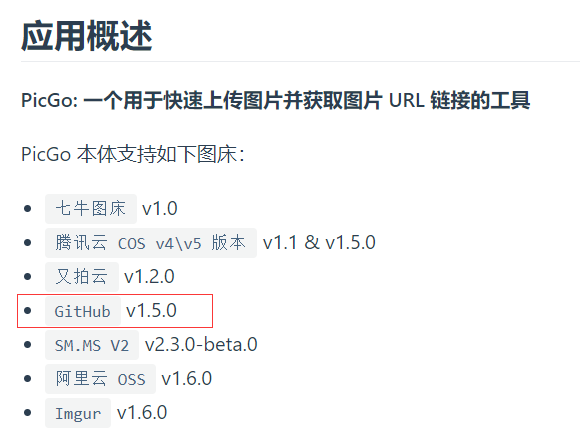 应用概述
PicGo: 一个用于快速上传图片并获取图片 URL 链接的工具
PicGo 本体支持如下图床：
七牛图床 v1.0
腾讯云 COS v4\v5 版本 v1.1 & v1.5.0
又拍云 v1.2.0
GitHub v1.5.0
SM.MS V2 v2.3.0-beta.0
阿里云 OSS v1.6.0
Imgur v1.6.0